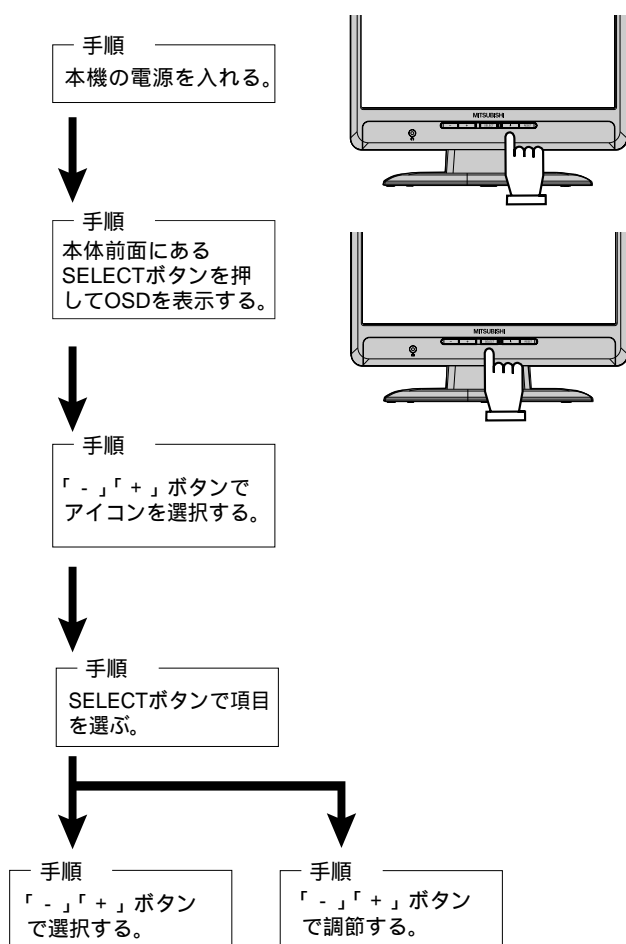 手順
本機の電源を入れる。
MITSUBISHI
手順
本体前面にある
SELECTボタンを押
してOSDを表示する。
MITSUBISHI
手順
「 - 」「 + 」ボタンで
アイコンを選択する。
手順
SELECTボタンで項目
を選ぶ。
手順
「 - 」「 + 」ボタン
で選択する。
手順
「 - 」「 + 」ボタン
で調節する。